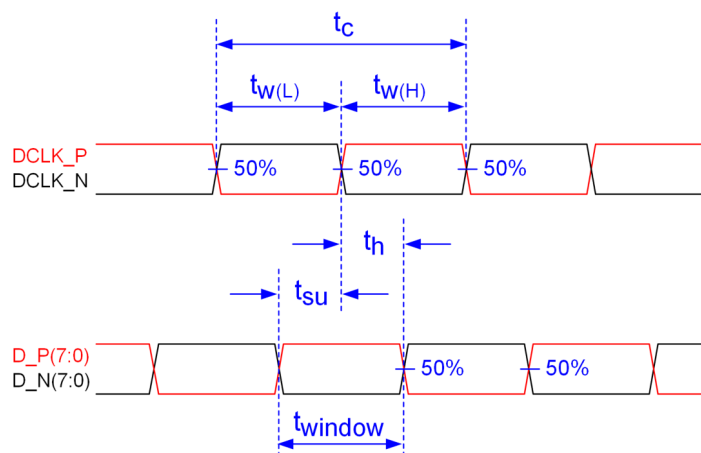 tc
tw(L)
tw(H)
DCLK_P
DCLK_N
50%
50%
50%
th
tsu
D_P(7:0)
D_N(7:0)
50%
50%
twindow